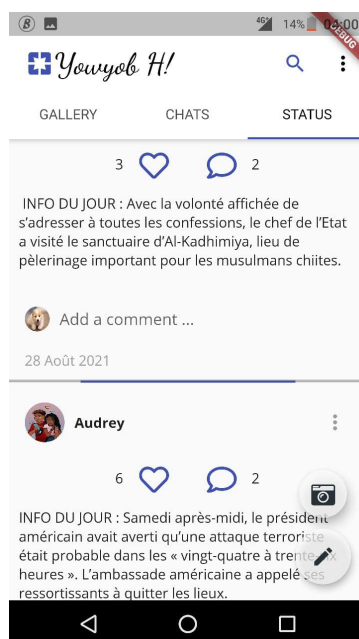 46 14% 04:00
DEBUG
Yowyob H!
GALLERY CHATS STATUS
3 2
INFO DU JOUR : Avec la volonté affichée de
s'adresser à toutes les confessions, le chef de l'Etat
a visité le sanctuaire d'Al-Kadhimiya, lieu de
pèlerinage important pour les musulmans chiites.
Add a comment ...
28 Août 2021
Audrey
6 2
INFO DU JOUR : Samedi après-midi, le président
américain avait averti qu'une attaque terroriste
était probable dans les « vingt-quatre à
heures ». L'ambassade américaine a appelé ses
ressortissants à quitter les lieux.